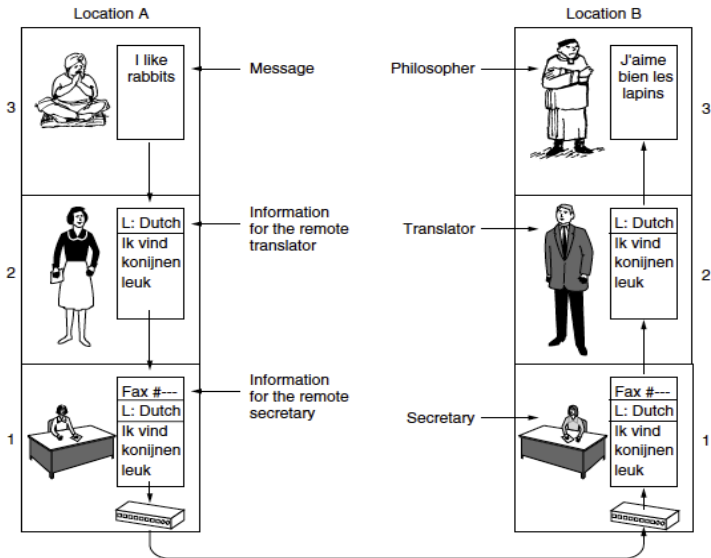 Location A
Location B
3
I like
rabbits
Message
Philosopher
J'aime
bien les
lapins
3
2
L: Dutch
Ik vind
konijnen
leuk
Information
for the remote
translator
Translator
L: Dutch
Ik vind
konijnen
leuk
2
1
Fax #---
L: Dutch
Ik vind
konijnen
leuk
Information
for the remote
secretary
Secretary
Fax #---
L: Dutch
Ik vind
konijnen
leuk
1